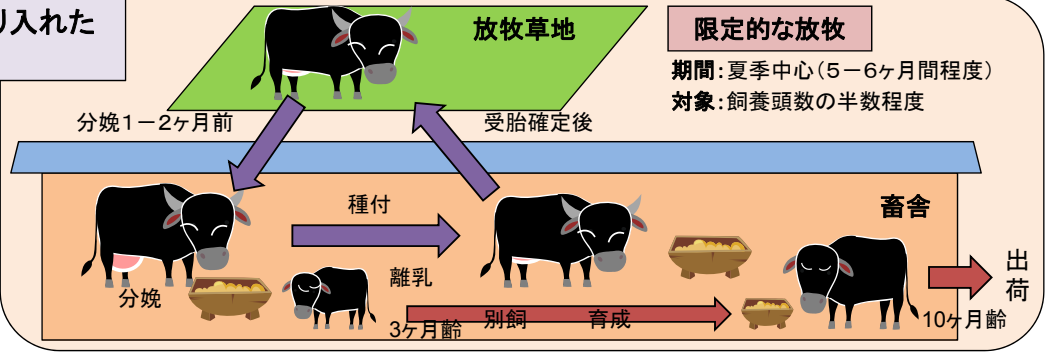 り入れた
放牧草地
限定的な放牧
期間：夏季中心（５－６ヶ月間程度）
対象：飼養頭数の半数程度
分娩１－２ヶ月前
受胎確定後
畜舎
種付
分娩
離乳
3ヶ月齢
別飼 育成
10ヶ月齢
出荷